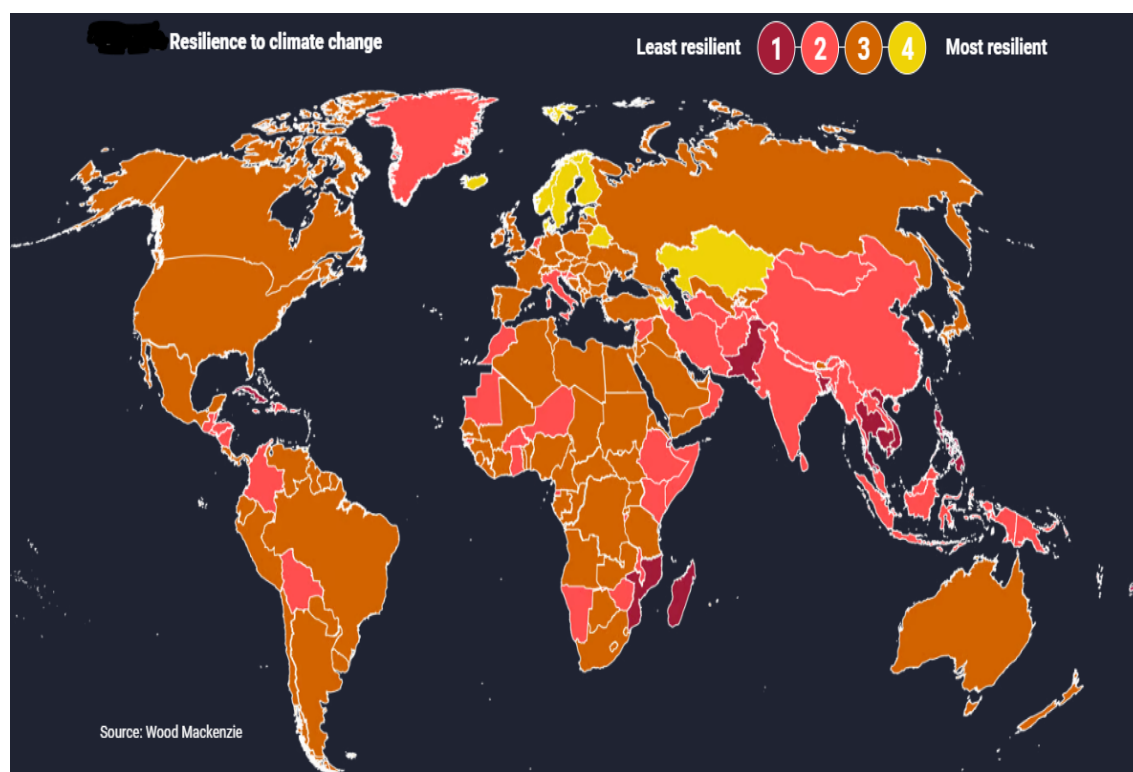 Resilience to climate change
Least resilient 1 2 3 4 Most resilient
Source: Wood Mackenzie